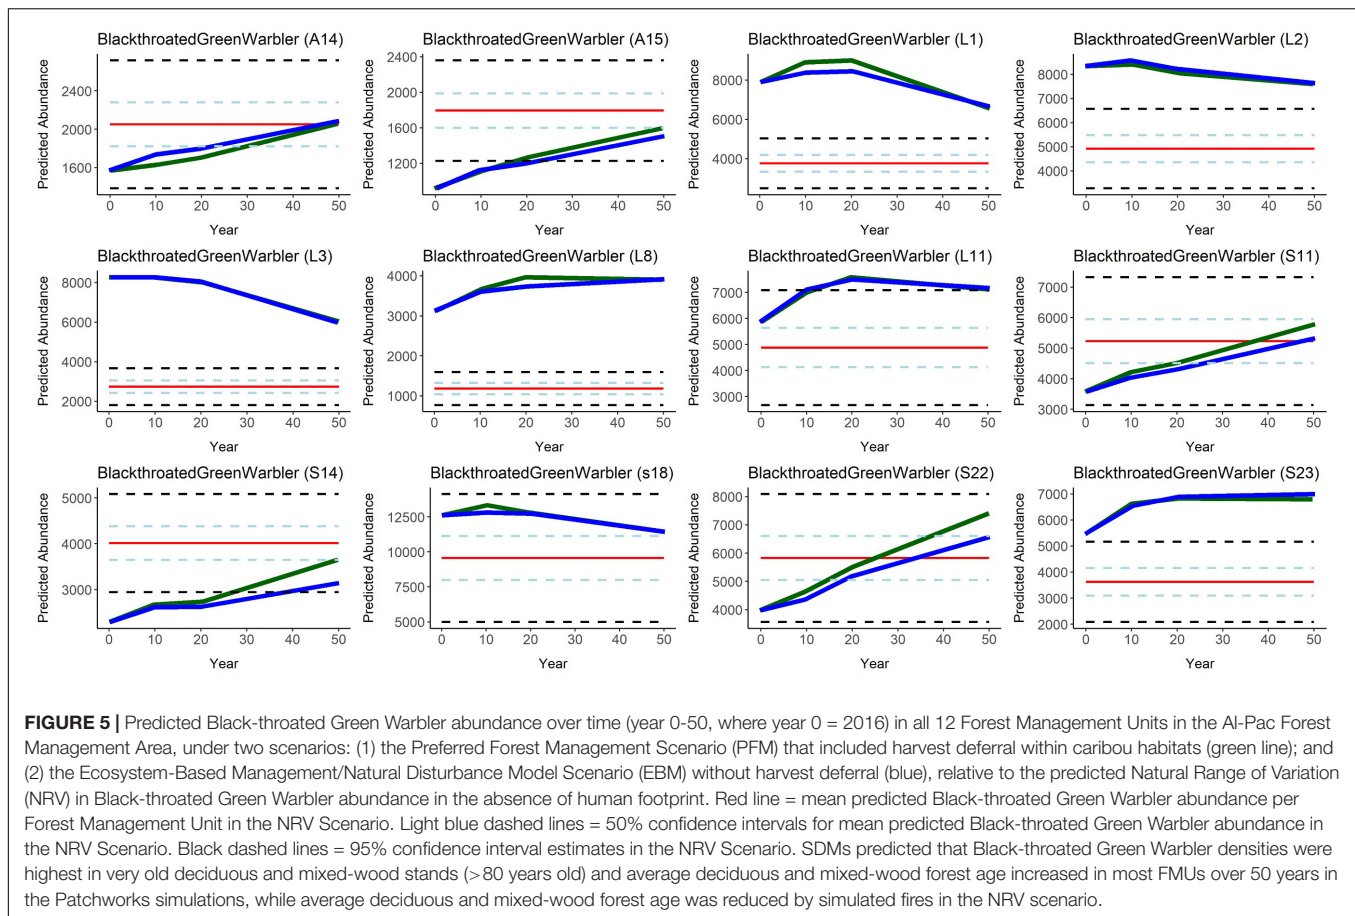 BlackthroatedGreenWarbler (A14)
Predicted Abundance
2400
2000
1600
0 10 20 30 40 50
Year
BlackthroatedGreenWarbler (A15)
Predicted Abundance
2400
2000
1600
1200
0 10 20 30 40 50
Year
BlackthroatedGreenWarbler (L1)
Predicted Abundance
8000
6000
4000
0 10 20 30 40 50
Year
BlackthroatedGreenWarbler (L2)
Predicted Abundance
8000
7000
6000
5000
4000
0 10 20 30 40 50
Year
BlackthroatedGreenWarbler (L3)
Predicted Abundance
8000
6000
4000
2000
0 10 20 30 40 50
Year
BlackthroatedGreenWarbler (L8)
Predicted Abundance
4000
3000
2000
1000
0 10 20 30 40 50
Year
BlackthroatedGreenWarbler (L11)
Predicted Abundance
7000
6000
5000
4000
3000
0 10 20 30 40 50
Year
BlackthroatedGreenWarbler (S11)
Predicted Abundance
7000
6000
5000
4000
3000
0 10 20 30 40 50
Year
BlackthroatedGreenWarbler (S14)
Predicted Abundance
5000
4000
3000
0 10 20 30 40 50
Year
BlackthroatedGreenWarbler (s18)
Predicted Abundance
12500
10000
7500
5000
0 10 20 30 40 50
Year
BlackthroatedGreenWarbler (S22)
Predicted Abundance
8000
7000
6000
5000
4000
0 10 20 30 40 50
Year
BlackthroatedGreenWarbler (S23)
Predicted Abundance
7000
6000
5000
4000
3000
2000
0 10 20 30 40 50
Year
FIGURE 5 | Predicted Black-throated Green Warbler abundance over time (year 0-50, where year 0 = 2016) in all 12 Forest Management Units in the Al-Pac Forest
Management Area, under two scenarios: (1) the Preferred Forest Management Scenario (PFM) that included harvest deferral within caribou habitats (green line); and
(2) the Ecosystem-Based Management/Natural Disturbance Model Scenario (EBM) without harvest deferral (blue), relative to the predicted Natural Range of Variation
(NRV) in Black-throated Green Warbler abundance in the absence of human footprint. Red line = mean predicted Black-throated Green Warbler abundance per
Forest Management Unit in the NRV Scenario. Light blue dashed lines = 50% confidence intervals for mean predicted Black-throated Green Warbler abundance in
the NRV Scenario. Black dashed lines = 95% confidence interval estimates in the NRV Scenario. SDMs predicted that Black-throated Green Warbler densities were
highest in very old deciduous and mixed-wood stands (>80 years old) and average deciduous and mixed-wood forest age increased in most FMUs over 50 years in
the Patchworks simulations, while average deciduous and mixed-wood forest age was reduced by simulated fires in the NRV scenario.